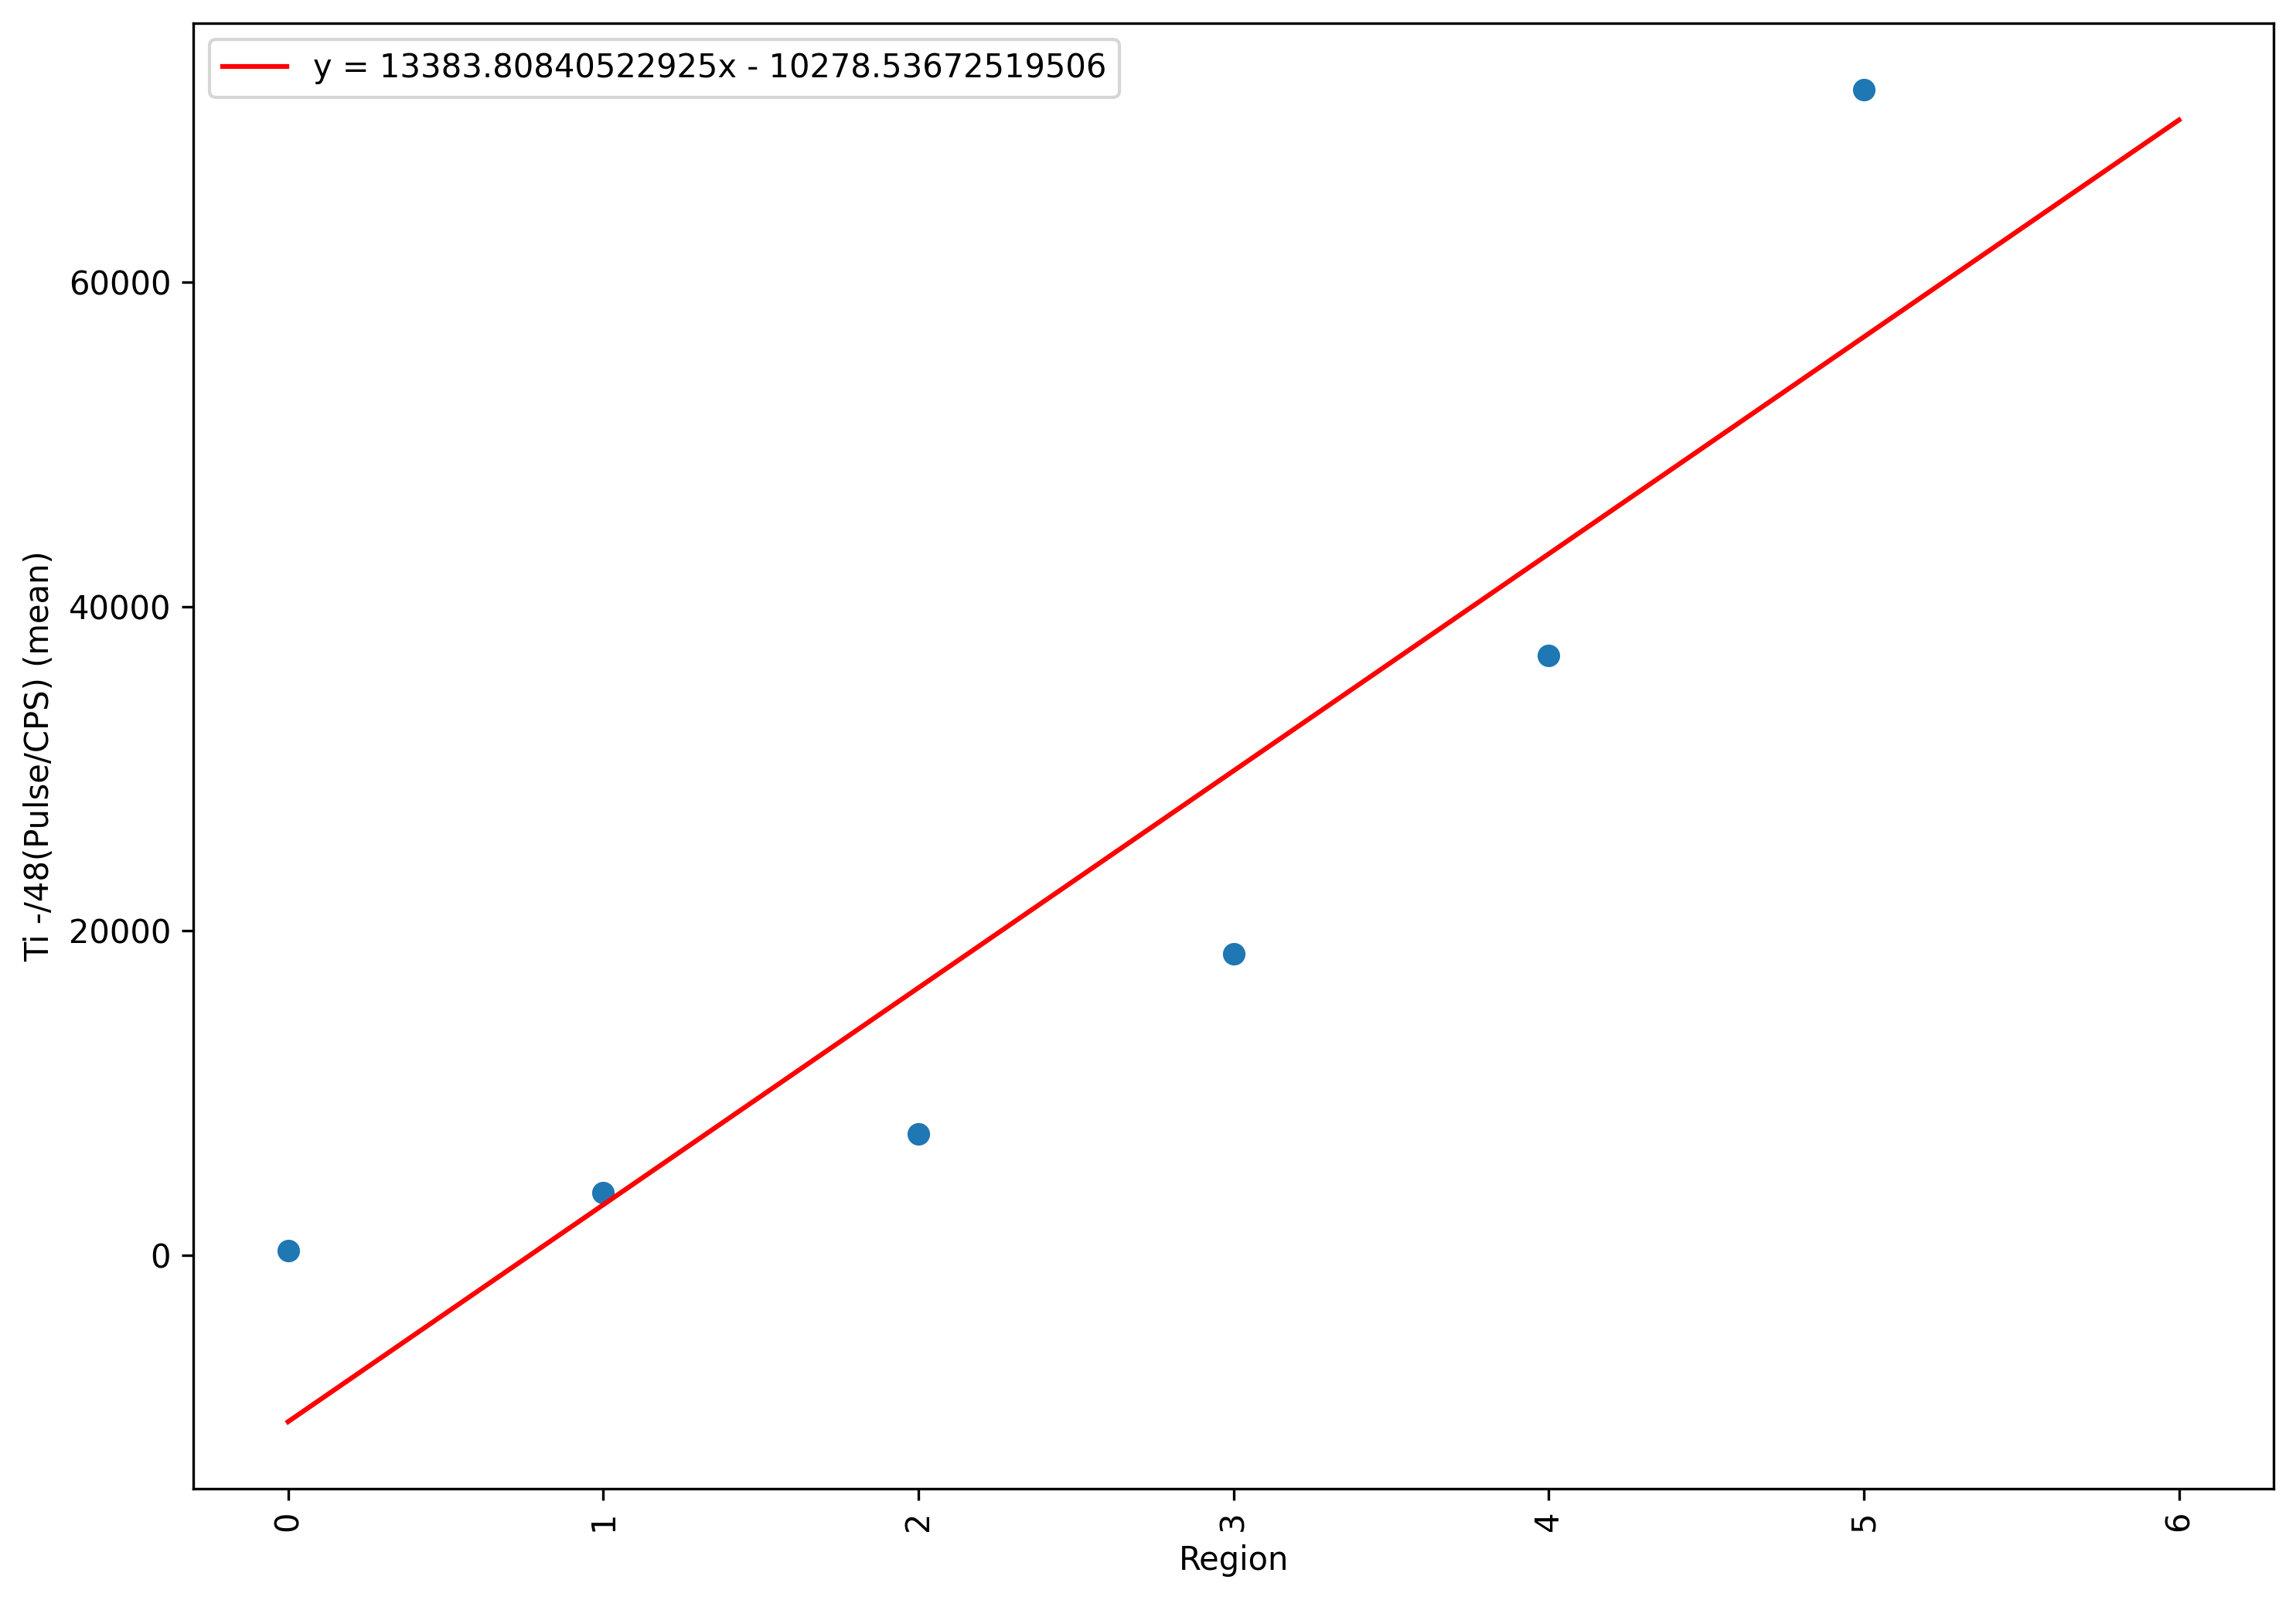 y = 13383.80840522925x - 10278.53672519506
60000
40000
20000
0
Ti -/48(Pulse/CPS) (mean)
0 1 2 3 4 5 6
Region